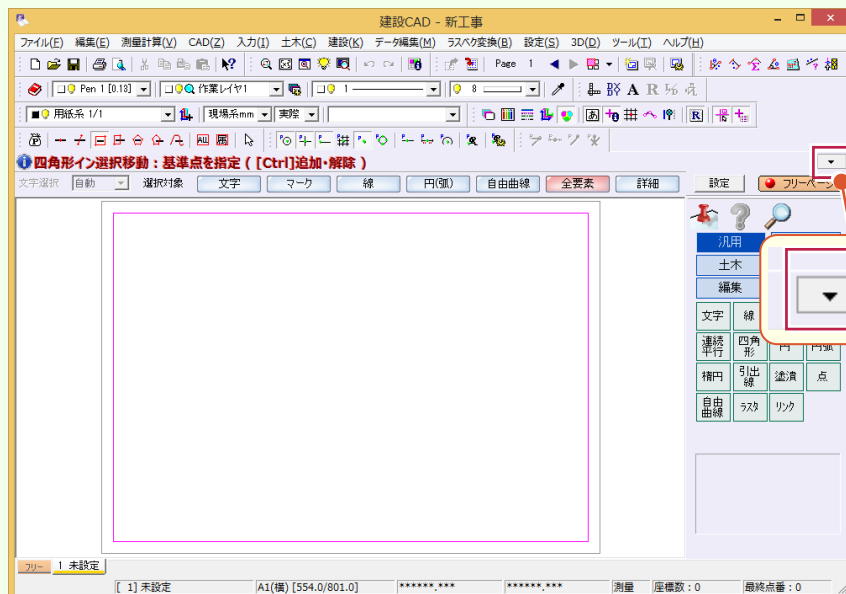 建設CAD - 新工事
ファイル(F) 編集(E) 測量計算(V) CAD(Z) 入力(I) 土木(C) 建設(K) データ編集(M) ラスベク変換(B) 設定(S) 3D(D) ツール(T) ヘルプ(H)
Page 1
Pen 1 [0.18] 作業レイヤ1 1 8 A R
用紙系 1/1 現場系mm 実際 R
ALL
四角形イン選択移動：基準点を指定 ( [Ctrl]追加・解除 )
文字選択 自動 選択対象 文字 マーク 線 円(弧) 自由曲線 全要素 詳細 設定 フリーページ
汎用
土木
編集
文字 線
連続平行 四角形 円 円弧
楕円 引出線 塗潰 点
自由曲線 ラスタ リンク
フリー 1 未設定
[ 1] 未設定 A1(横) [554.0/801.0] ******.*** ******.*** 測量 座標数：0 最終点番：0